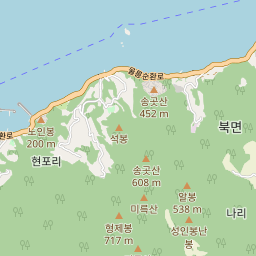 울릉순환로
송곳산
452 m
노인봉
200 m
환로
석봉
북면
현포리
송곳산
608 m
알봉
538 m
미륵산
나리
형제봉
717 m
성인봉난
봉